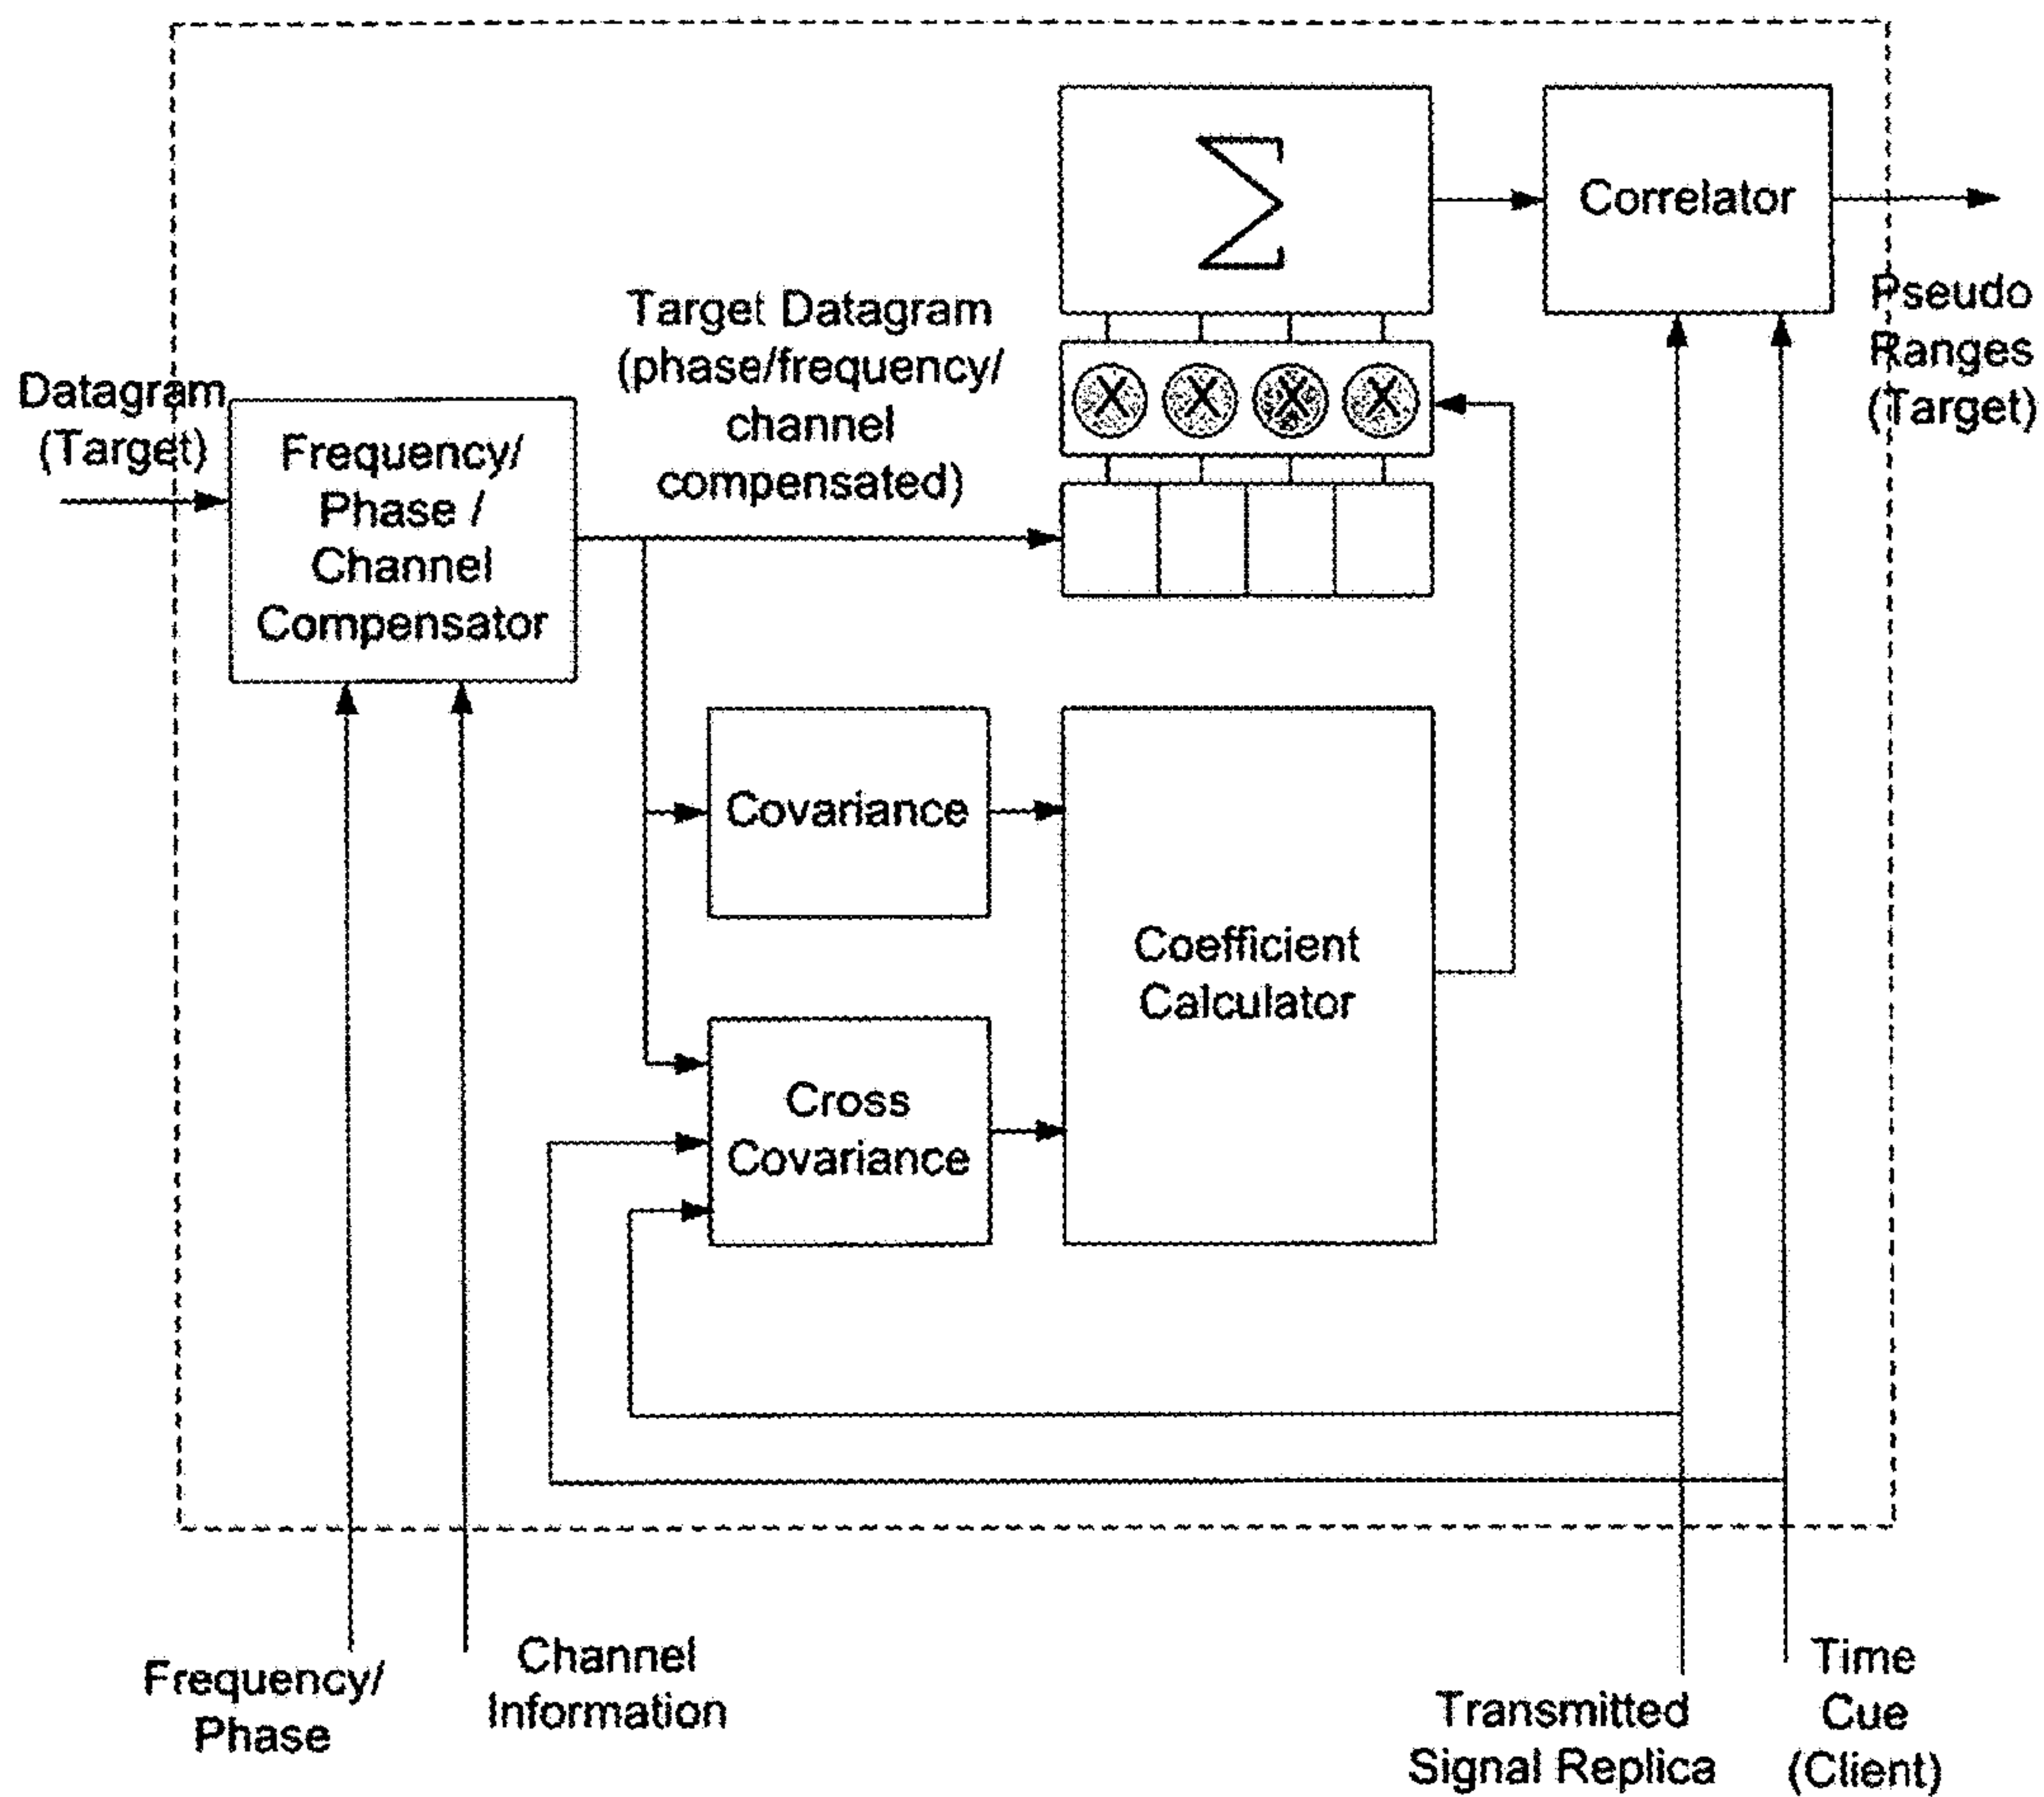 Σ
Correlator
Pseudo
Ranges
(Target)
Target Datagram
(phase/frequency/
channel
compensated)
X X X X
Datagram
(Target)
Frequency/
Phase /
Channel
Compensator
Covariance
Coefficient
Calculator
Cross
Covariance
Frequency/
Phase
Channel
Information
Transmitted
Signal Replica
Time
Cue
(Client)